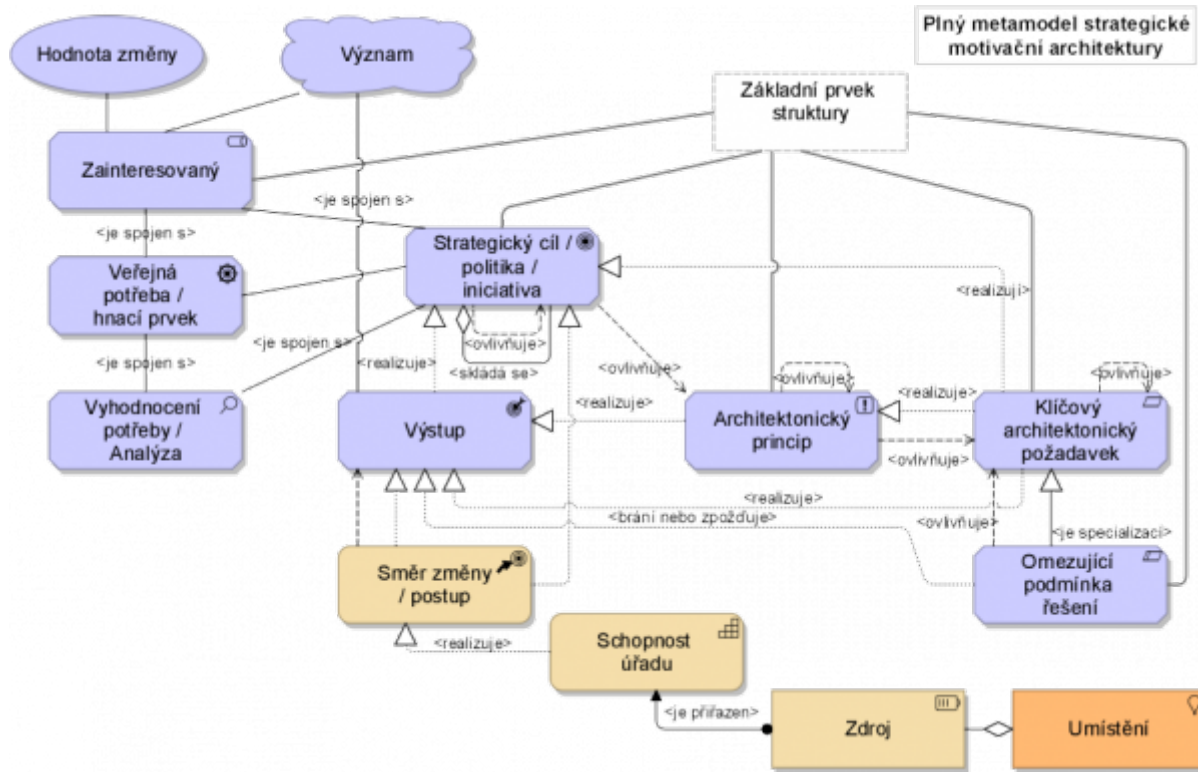 Plný metamodel strategické
motivační architektury
Hodnota změny
Význam
Základní prvek
struktury
Zainteresovaný
<je spojen s>
<je spojen s>
Strategický cíl /
politika /
iniciativa
Veřejná
potřeba /
hnací prvek
<realizují>
<je spojen s>
<je spojen s>
<realizuje>
<ovlivňuje>
<skládá se>
<ovlivňuje>
<ovlivňuje>
<ovlivňuje>
<realizuje>
<realizuje>
Vyhodnocení
potřeby /
Analýza
Výstup
Architektonický
princip
Klíčový
architektonický
požadavek
<ovlivňuje>
<realizuje>
<brání nebo zpožďuje>
<ovlivňuje>
<je specializací
Směr změny
/ postup
Omezující
podmínka
řešení
<realizuje>
Schopnost
úřadu
<je přiřazen>
Zdroj
Umístění